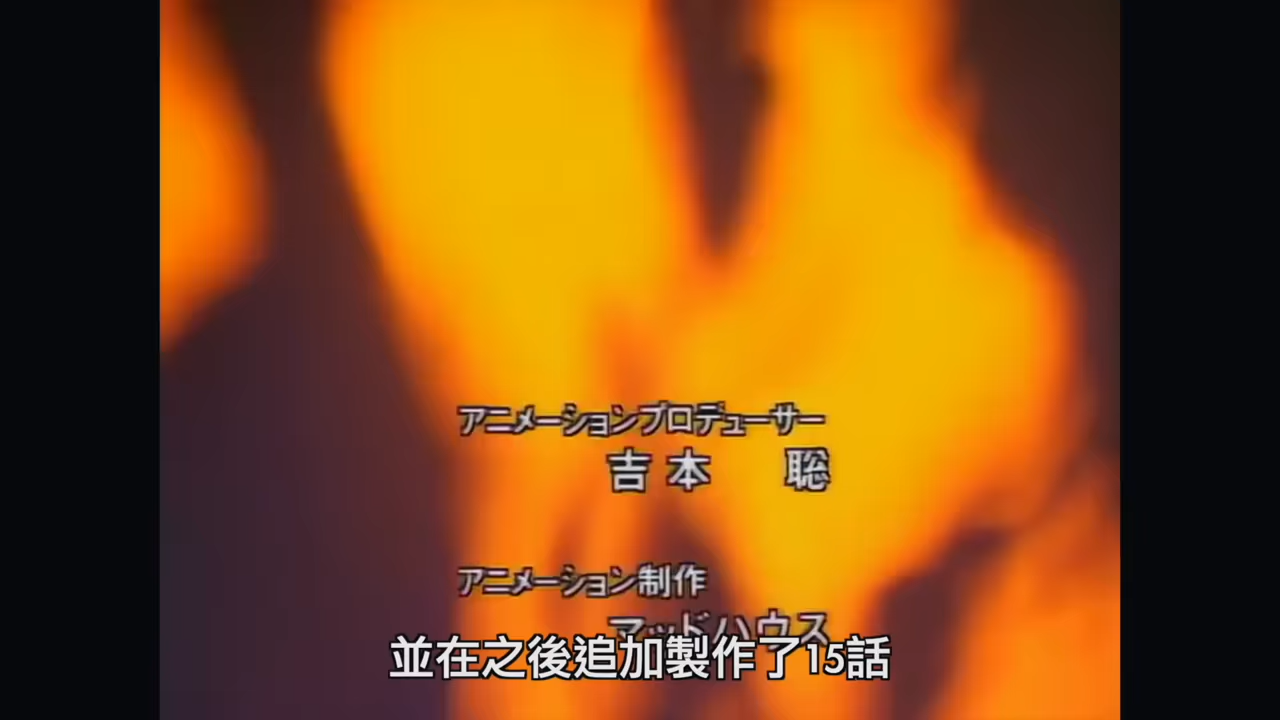 アニメーションプロデューサー
吉本 聡
アニメーション制作
マッドハウス
並在之後追加製作了15話